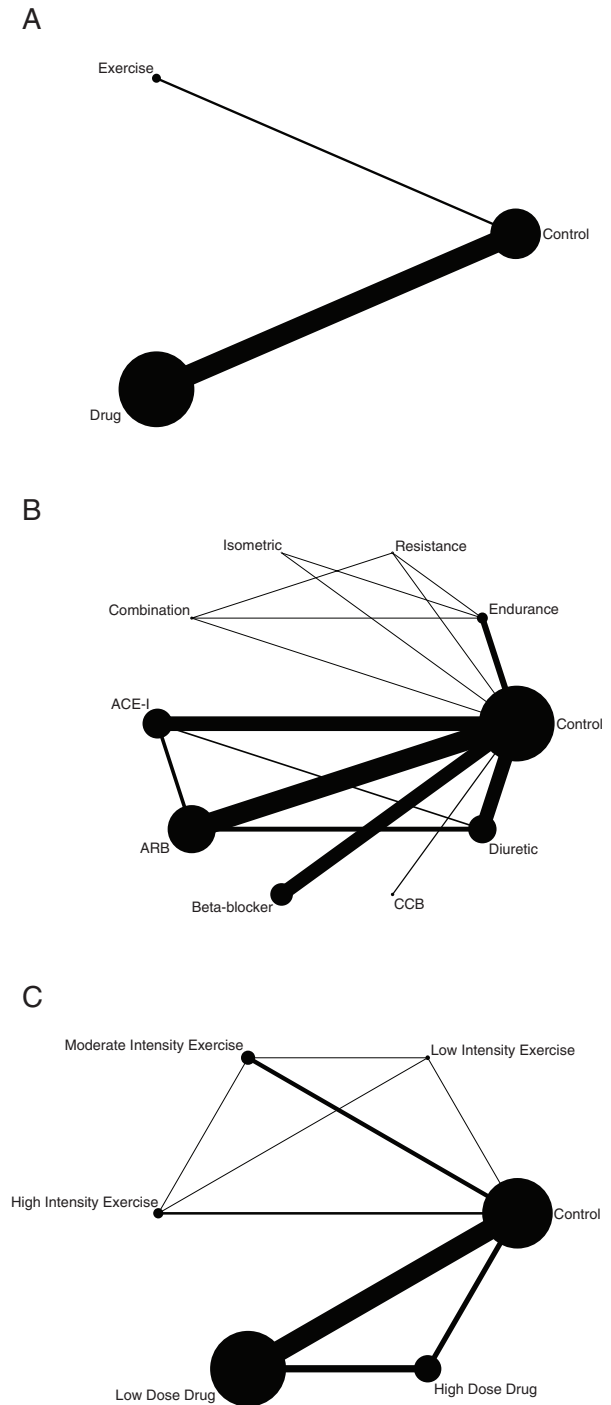 A
Exercise
Control
Drug
B
Isometric
Resistance
Combination
Endurance
ACE-I
Control
ARB
Diuretic
Beta-blocker
CCB
C
Moderate Intensity Exercise
Low Intensity Exercise
High Intensity Exercise
Control
Low Dose Drug
High Dose Drug